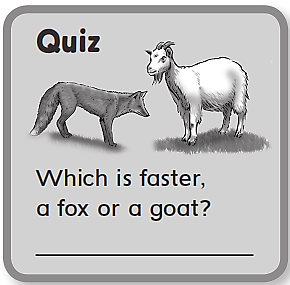 Quiz
Which is faster,
a fox or a goat?